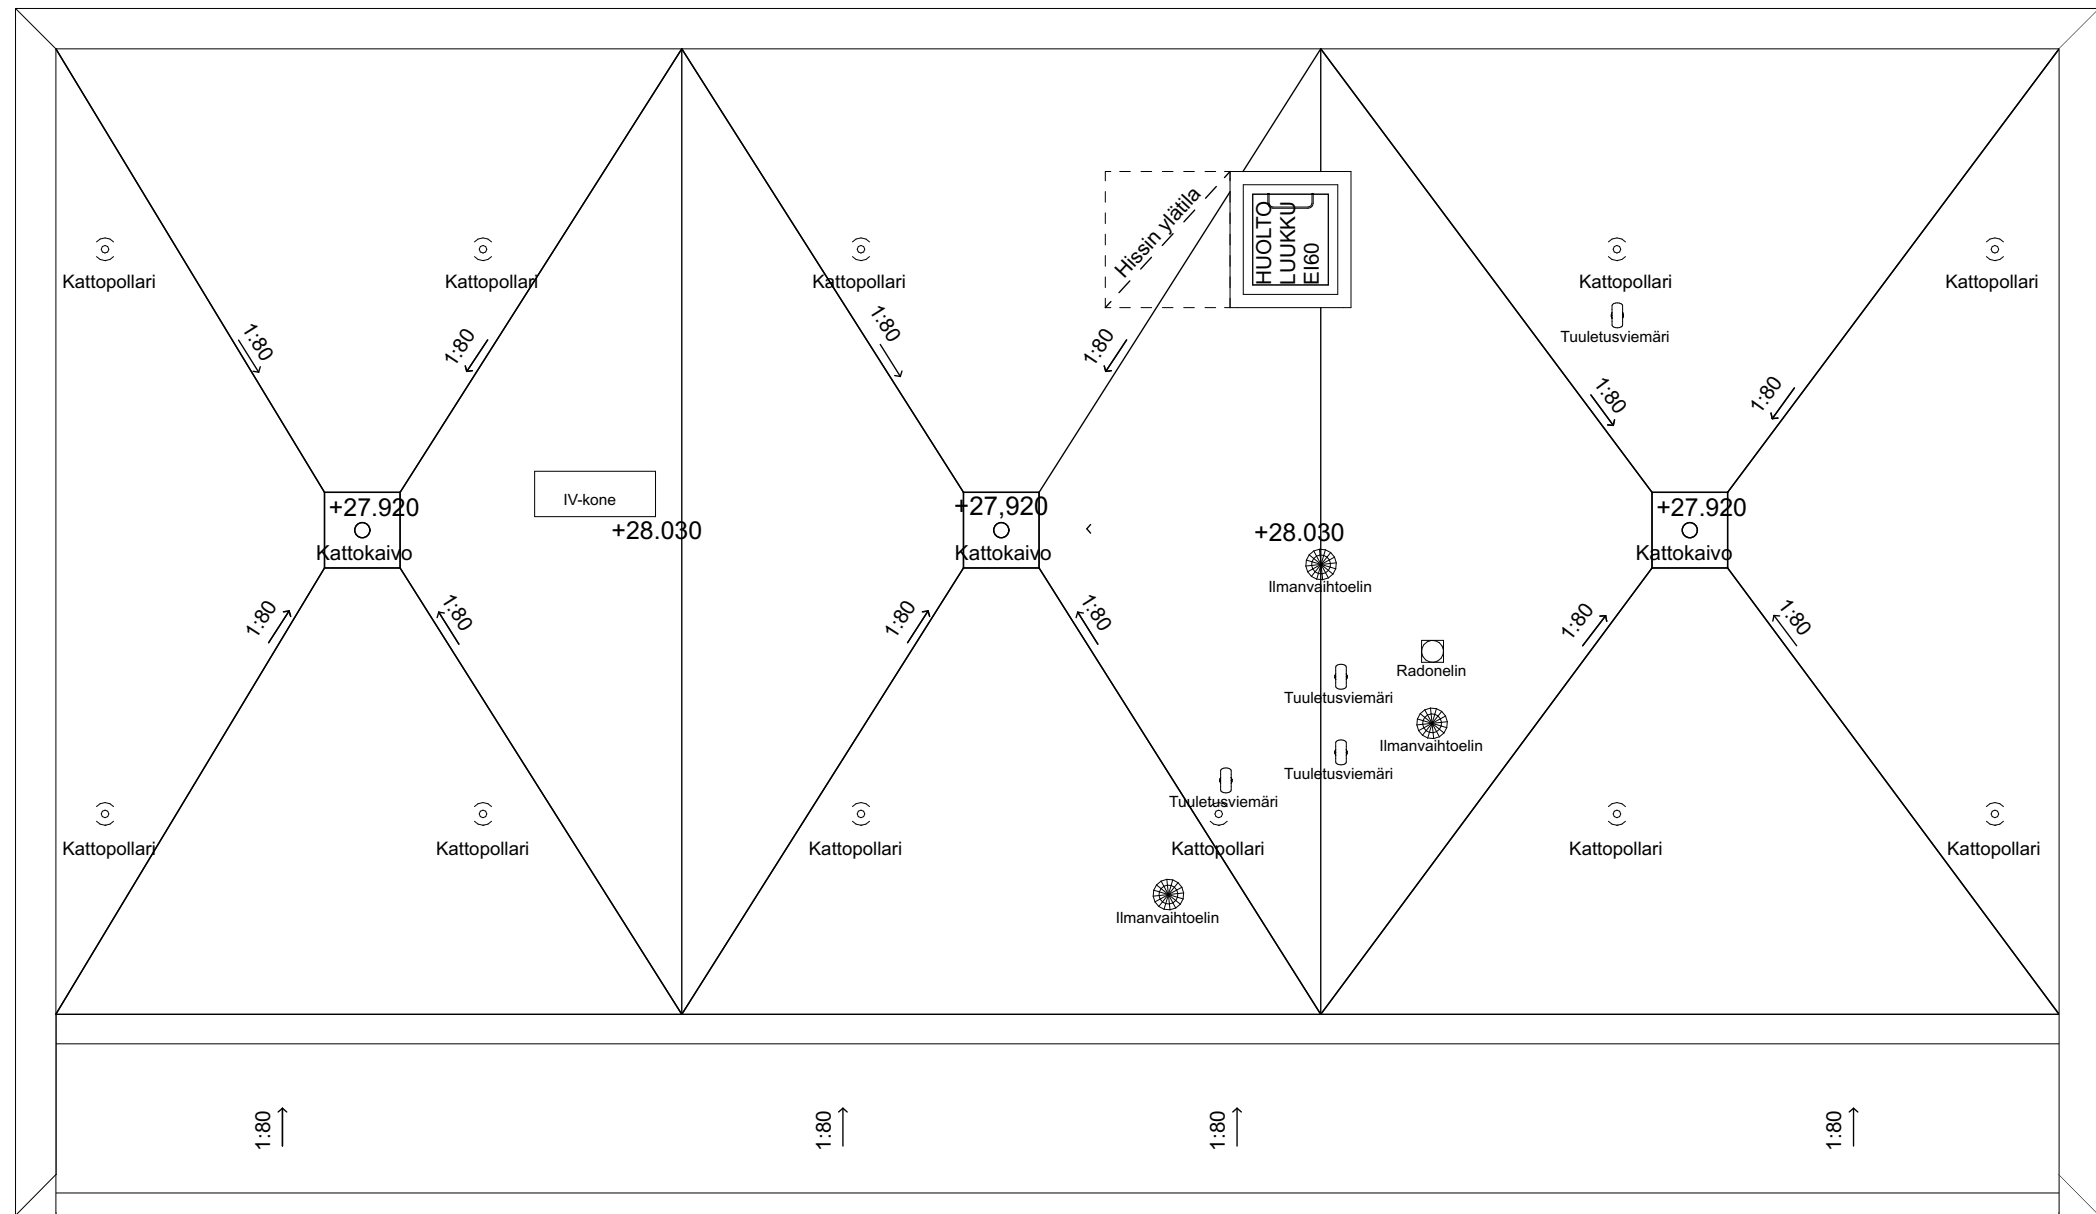 HUOLTO
LUUKKU
EI60
Hissin ylätila
Kattopollari
Kattopollari
Kattopollari
Kattopollari
Kattopollari
Tuuletusviemäri
1:80
1:80
1:80
1:80
1:80
1:80
IV-kone
+27.920
Kattokaivo
+28.030
+27,920
Kattokaivo
+28.030
+27.920
Kattokaivo
Ilmanvaihtoelin
1:80
1:80
1:80
1:80
1:80
1:80
Radonelin
Tuuletusviemäri
Ilmanvaihtoelin
Tuuletusviemäri
Tuuletusviemäri
Kattopollari
Kattopollari
Kattopollari
Kattopollari
Kattopollari
Kattopollari
Ilmanvaihtoelin
1:80
1:80
1:80
1:80